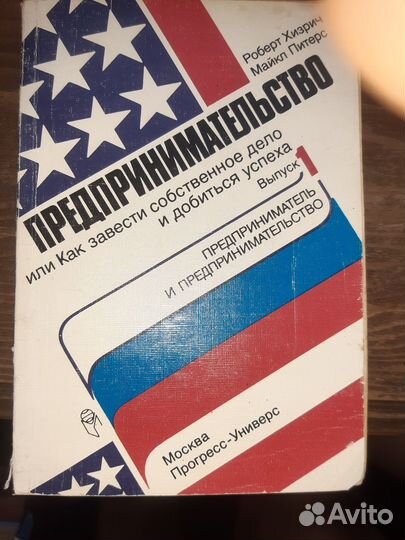 Роберт Хизрич
Майкл Питерс
ПРЕДПРИНИМАТЕЛЬСТВО
или Как завести собственное дело
и добиться успеха
Выпуск 1
ПРЕДПРИНИМАТЕЛЬ
И ПРЕДПРИНИМАТЕЛЬСТВО
Москва
Прогресс-Универс
Avito